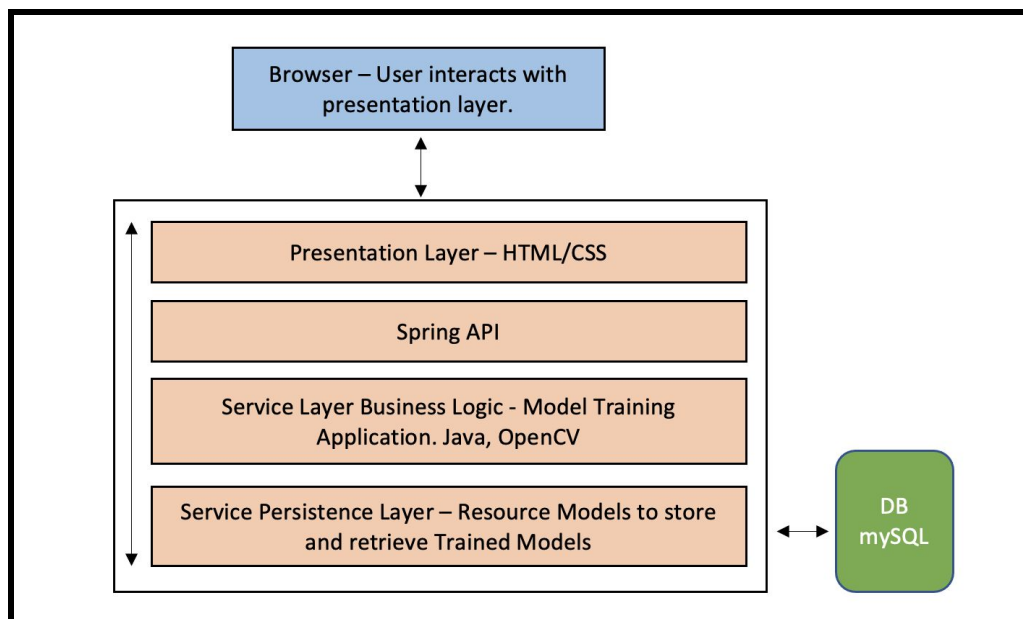 Browser – User interacts with
presentation layer.
Presentation Layer – HTML/CSS
Spring API
Service Layer Business Logic - Model Training
Application. Java, OpenCV
Service Persistence Layer – Resource Models to store
and retrieve Trained Models
DB
mySQL